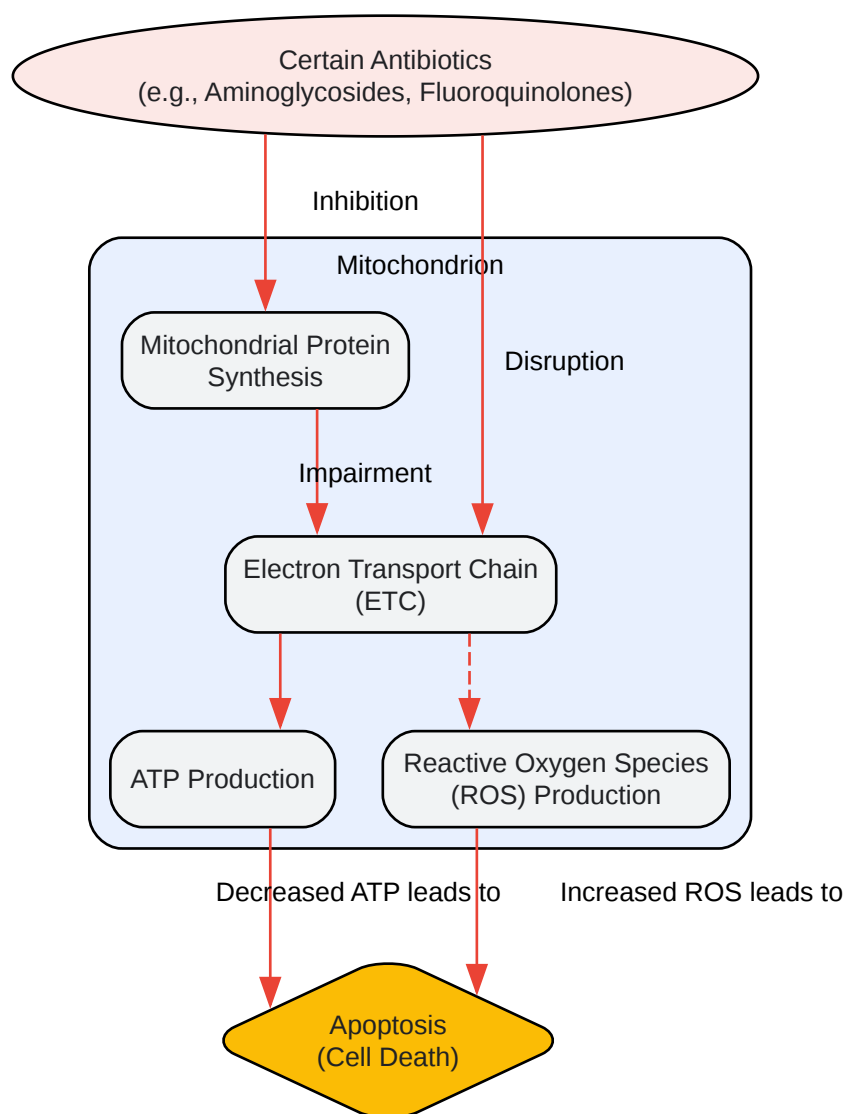 Certain Antibiotics
(e.g., Aminoglycosides, Fluoroquinolones)
Inhibition
Mitochondrion
Mitochondrial Protein
Synthesis
Disruption
Impairment
Electron Transport Chain
(ETC)
ATP Production
Reactive Oxygen Species
(ROS) Production
Decreased ATP leads to
Increased ROS leads to
Apoptosis
(Cell Death)